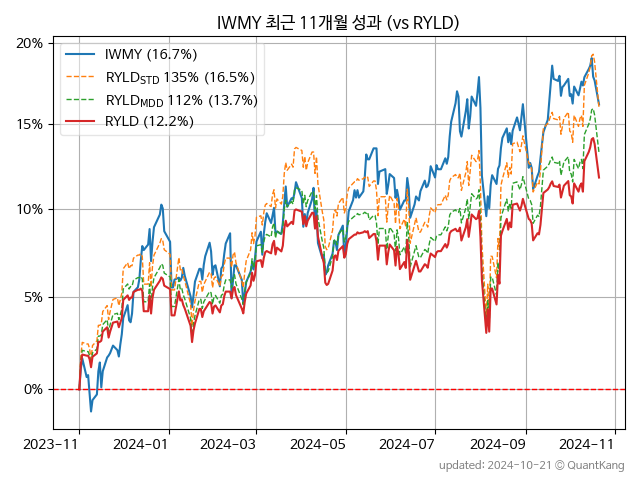 IWMY 최근 11개월 성과 (vs RYLD)
20%
15%
10%
5%
0%
IWMY (16.7%)
RYLD_STD 135% (16.5%)
RYLD_MDD 112% (13.7%)
RYLD (12.2%)
2023-11 2024-01 2024-03 2024-05 2024-07 2024-09 2024-11
updated: 2024-10-21 © QuantKang